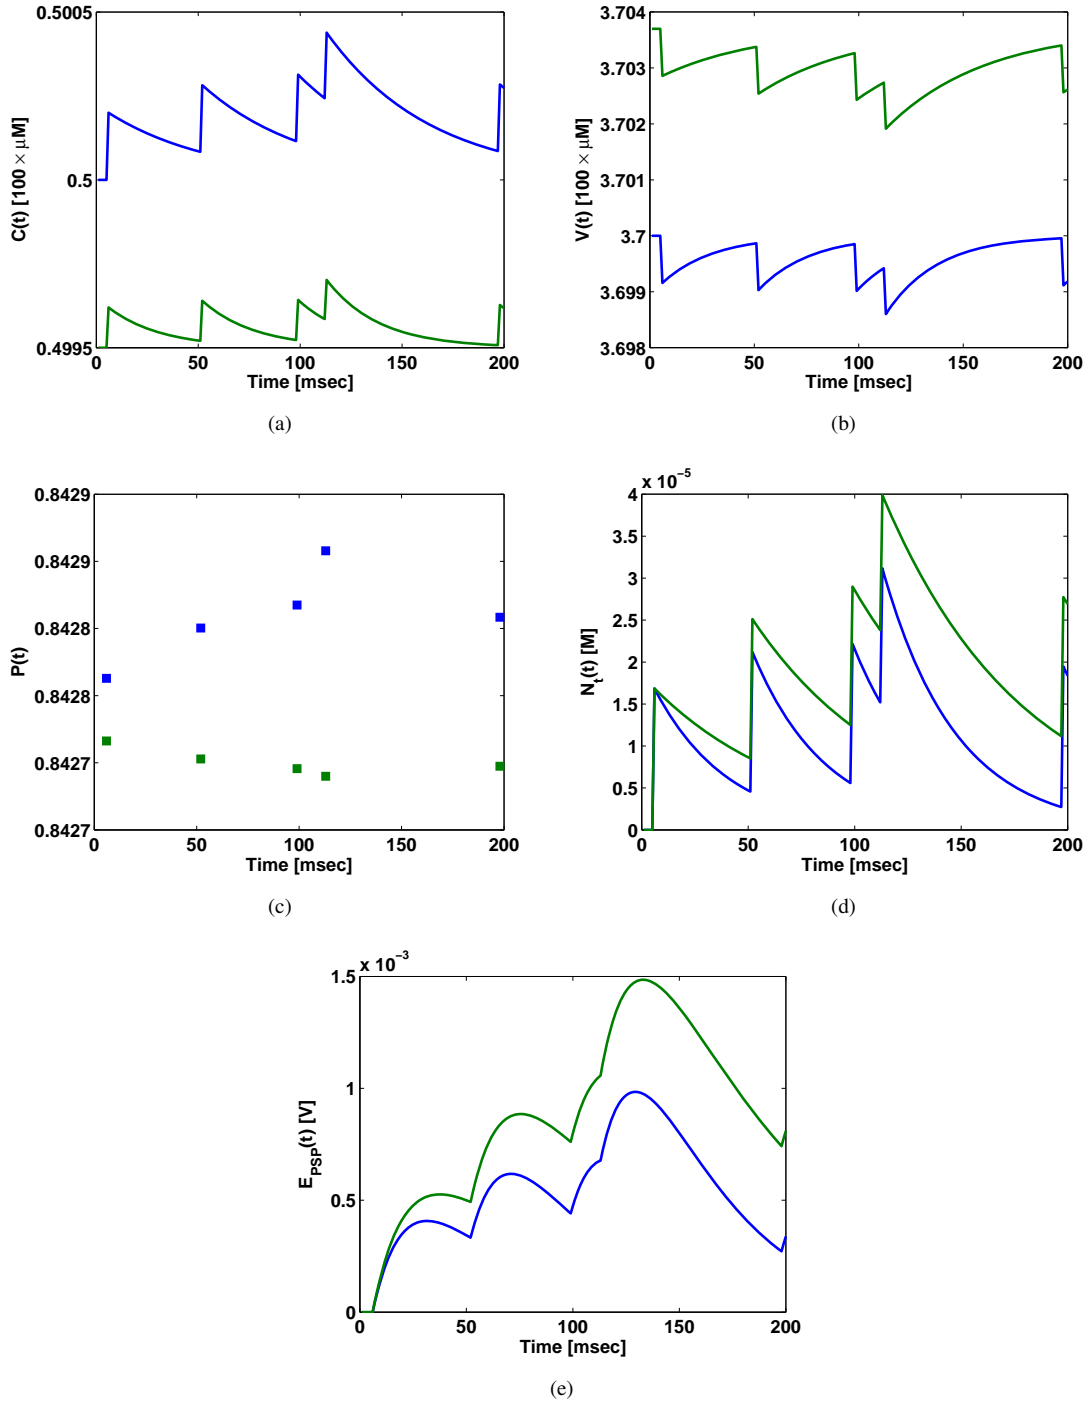 0.5005
0.5
0.4995
C(t) [100 × μM]
0 50 100 150 200
Time [msec]
(a)
3.704
3.703
3.702
3.701
3.7
3.699
3.698
V(t) [100 × μM]
0 50 100 150 200
Time [msec]
(b)
0.8429
0.8429
0.8428
0.8428
0.8427
0.8427
P(t)
0 50 100 150 200
Time [msec]
(c)
x 10⁻⁵
4
3.5
3
2.5
2
1.5
1
0.5
0
Nₜ(t) [M]
0 50 100 150 200
Time [msec]
(d)
x 10⁻³
1.5
1
0.5
0
E_PSP(t) [V]
0 50 100 150 200
Time [msec]
(e)